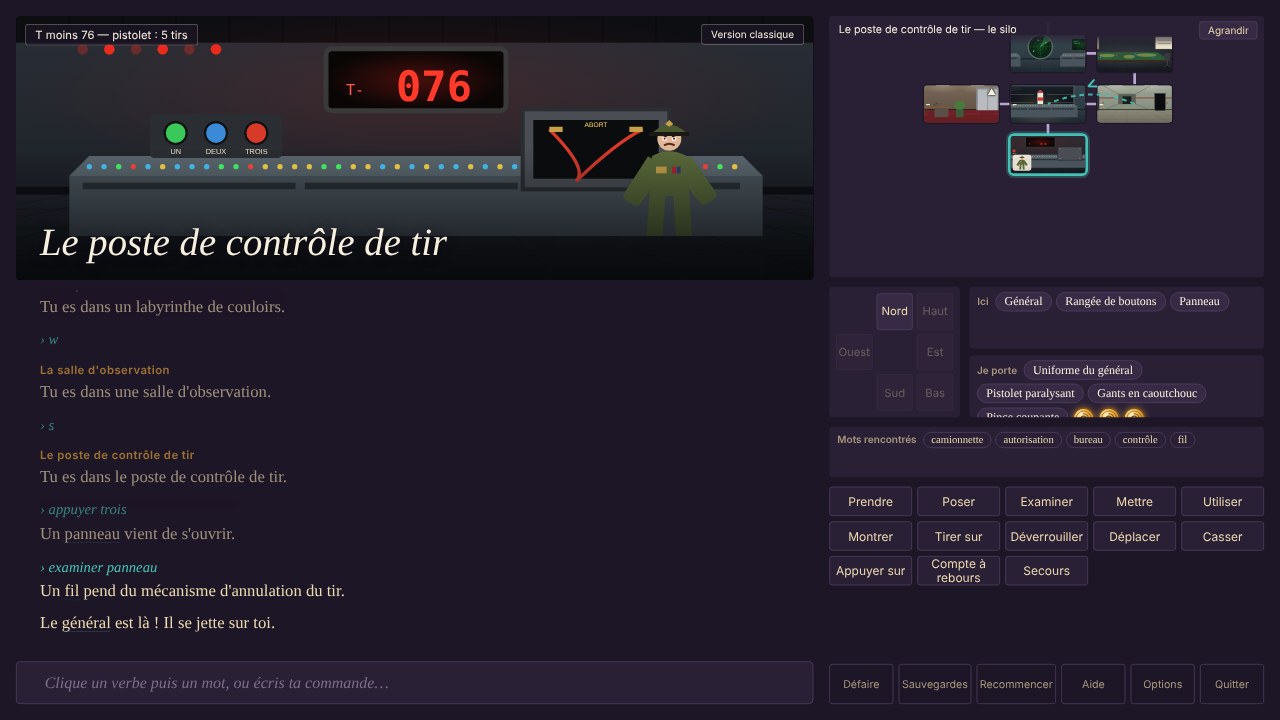 T moins 76 — pistolet : 5 tirs
Version classique
T- 076
UN DEUX TROIS
ABORT
Le poste de contrôle de tir
Tu es dans un labyrinthe de couloirs.
› w
La salle d'observation
Tu es dans une salle d'observation.
› s
Le poste de contrôle de tir
Tu es dans le poste de contrôle de tir.
› appuyer trois
Un panneau vient de s'ouvrir.
› examiner panneau
Un fil pend du mécanisme d'annulation du tir.
Le général est là ! Il se jette sur toi.
Clique un verbe puis un mot, ou écris ta commande…
Le poste de contrôle de tir — le silo
Agrandir
Nord Haut
Ouest Est
Sud Bas
Ici Général Rangée de boutons Panneau
Je porte Uniforme du général
Pistolet paralysant Gants en caoutchouc
Pince coupante
Mots rencontrés camionnette autorisation bureau contrôle fil
Prendre Poser Examiner Mettre Utiliser
Montrer Tirer sur Déverrouiller Déplacer Casser
Appuyer sur Compte à rebours Secours
Défaire Sauvegardes Recommencer Aide Options Quitter